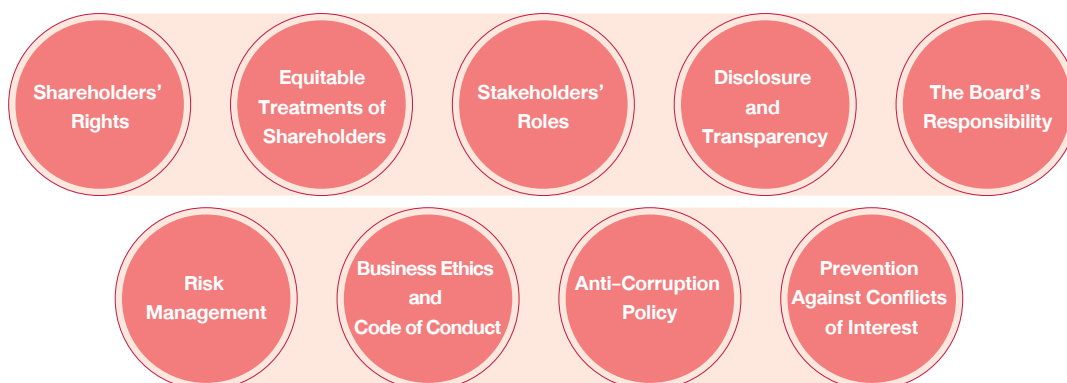 Shareholders'
Rights
Equitable
Treatments of
Shareholders
Stakeholders'
Roles
Disclosure
and
Transparency
The Board's
Responsibility
Risk
Management
Business Ethics
and
Code of Conduct
Anti-Corruption
Policy
Prevention
Against Conflicts
of Interest